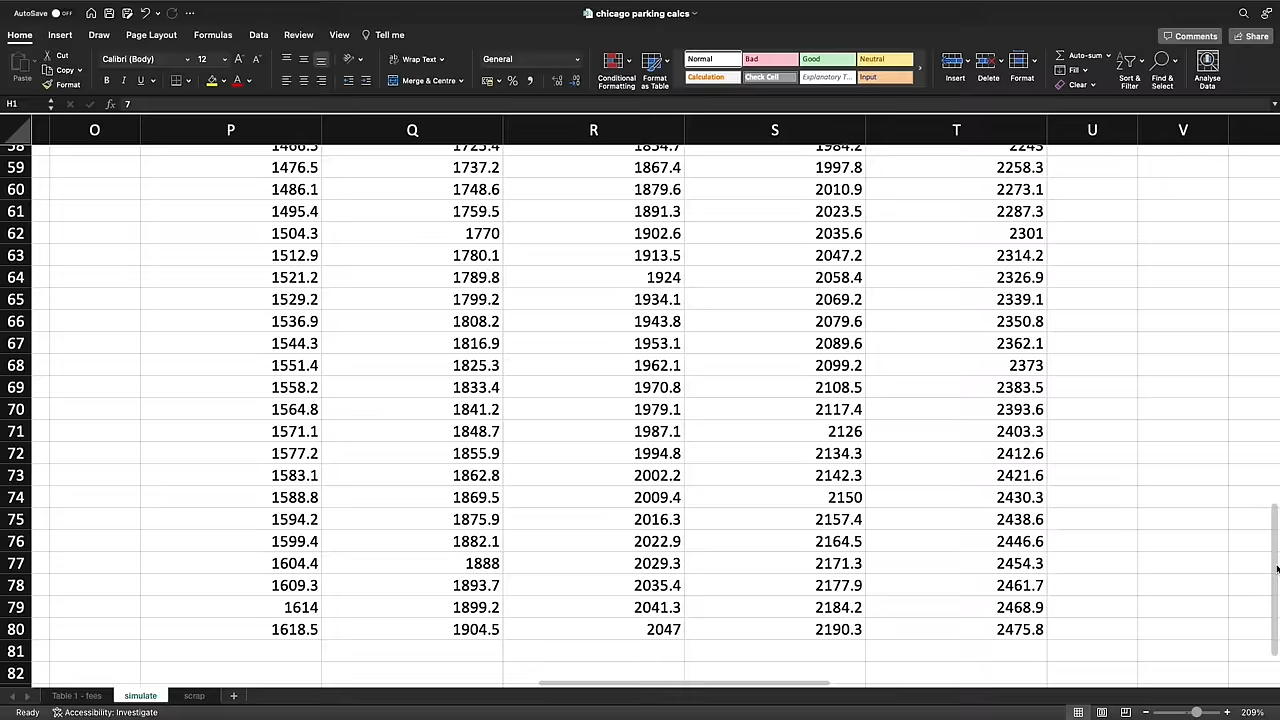 AutoSave OFF chicago parking calcs
Home Insert Draw Page Layout Formulas Data Review View Tell me Comments Share
Paste Cut Copy Format
Calibri (Body) 12 Wrap Text General
B I U Merge & Centre
Conditional Formatting Format as Table
Normal Bad Good Neutral
Calculation Check Cell Explanatory T... Input
Insert Delete Format
Auto-sum Fill Clear
Sort & Filter Find & Select Analyse Data
H1 fx 7
O P Q R S T U V
58 1466.5 1725.4 1854.7 1984.2 2243
59 1476.5 1737.2 1867.4 1997.8 2258.3
60 1486.1 1748.6 1879.6 2010.9 2273.1
61 1495.4 1759.5 1891.3 2023.5 2287.3
62 1504.3 1770 1902.6 2035.6 2301
63 1512.9 1780.1 1913.5 2047.2 2314.2
64 1521.2 1789.8 1924 2058.4 2326.9
65 1529.2 1799.2 1934.1 2069.2 2339.1
66 1536.9 1808.2 1943.8 2079.6 2350.8
67 1544.3 1816.9 1953.1 2089.6 2362.1
68 1551.4 1825.3 1962.1 2099.2 2373
69 1558.2 1833.4 1970.8 2108.5 2383.5
70 1564.8 1841.2 1979.1 2117.4 2393.6
71 1571.1 1848.7 1987.1 2126 2403.3
72 1577.2 1855.9 1994.8 2134.3 2412.6
73 1583.1 1862.8 2002.2 2142.3 2421.6
74 1588.8 1869.5 2009.4 2150 2430.3
75 1594.2 1875.9 2016.3 2157.4 2438.6
76 1599.4 1882.1 2022.9 2164.5 2446.6
77 1604.4 1888 2029.3 2171.3 2454.3
78 1609.3 1893.7 2035.4 2177.9 2461.7
79 1614 1899.2 2041.3 2184.2 2468.9
80 1618.5 1904.5 2047 2190.3 2475.8
81
82
Table 1 - fees simulate scrap +
Ready Accessibility: Investigate 209%